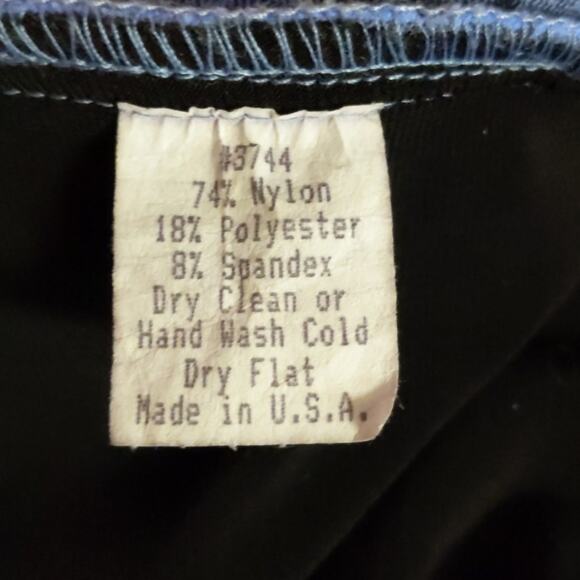 #3744
74% Nylon
18% Polyester
8% Spandex
Dry Clean or
Hand Wash Cold
Dry Flat
Made in U.S.A.